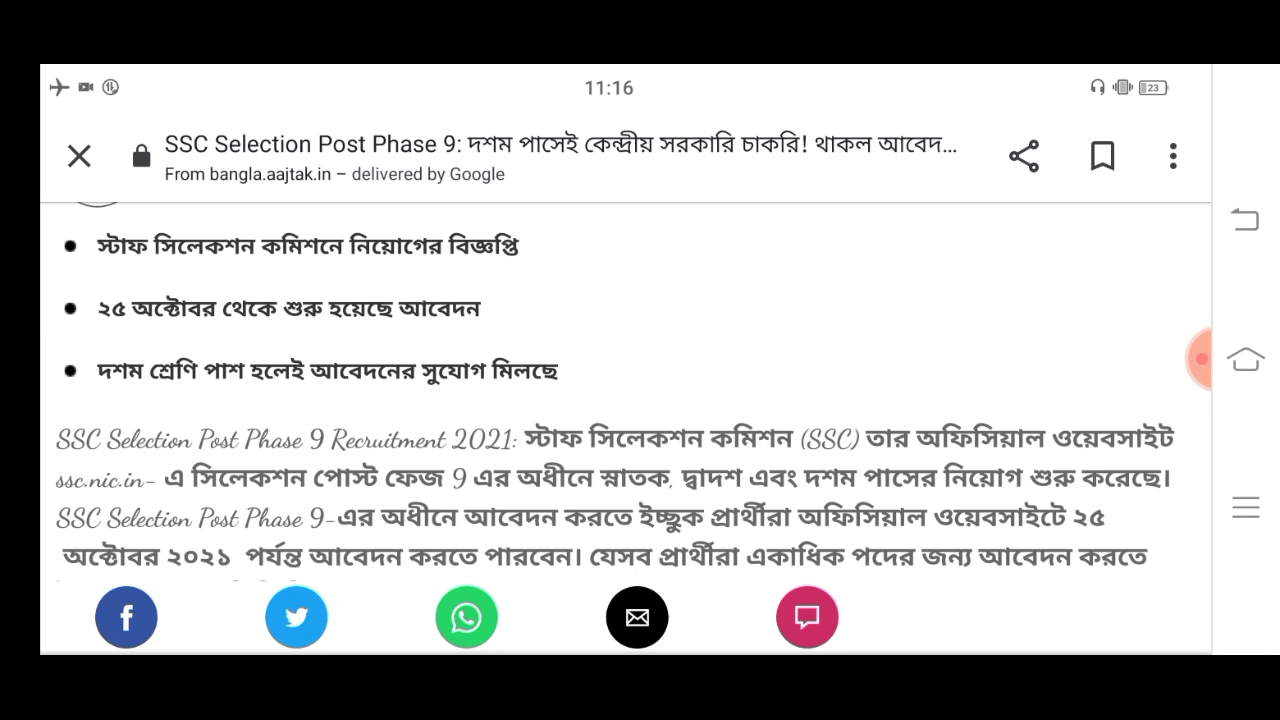 11:16
23
SSC Selection Post Phase 9: দশম পাসেই কেন্দ্রীয় সরকারি চাকরি! থাকল আবেদ...
From bangla.aajtak.in – delivered by Google
স্টাফ সিলেকশন কমিশনে নিয়োগের বিজ্ঞপ্তি
২৫ অক্টোবর থেকে শুরু হয়েছে আবেদন
দশম শ্রেণি পাশ হলেই আবেদনের সুযোগ মিলছে
SSC Selection Post Phase 9 Recruitment 2021: স্টাফ সিলেকশন কমিশন (SSC) তার অফিসিয়াল ওয়েবসাইট
ssc.nic.in- এ সিলেকশন পোস্ট ফেজ 9 এর অধীনে স্নাতক, দ্বাদশ এবং দশম পাসের নিয়োগ শুরু করেছে।
SSC Selection Post Phase 9-এর অধীনে আবেদন করতে ইচ্ছুক প্রার্থীরা অফিসিয়াল ওয়েবসাইটে ২৫
অক্টোবর ২০২১ পর্যন্ত আবেদন করতে পারবেন। যেসব প্রার্থীরা একাধিক পদের জন্য আবেদন করতে